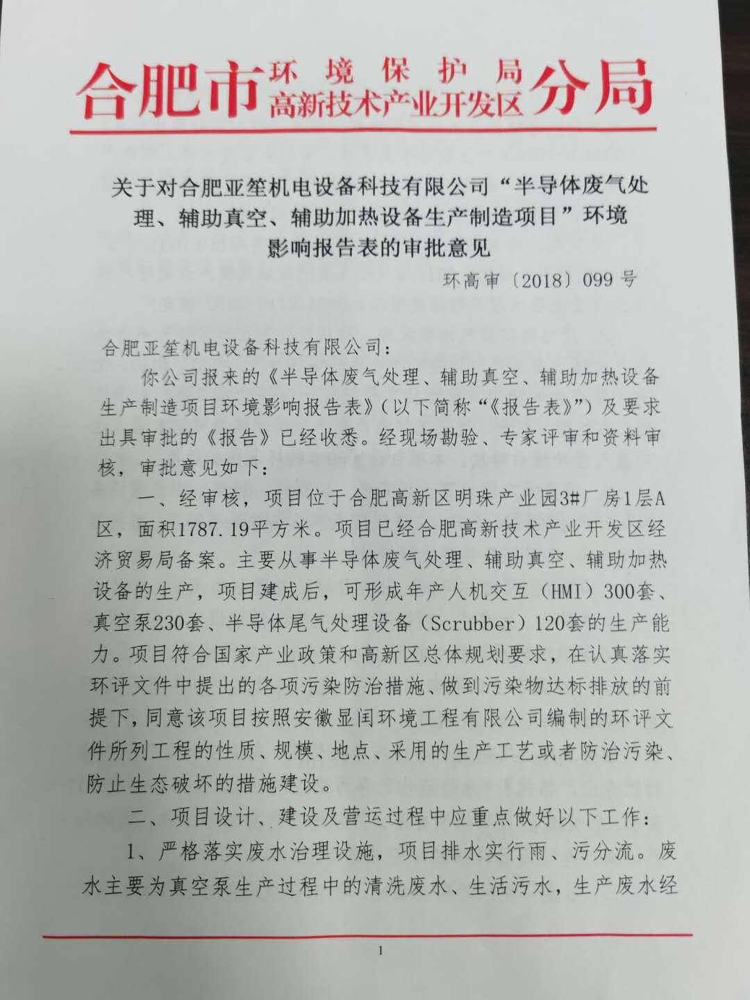 合肥市环境保护局高新技术产业开发区分局
关于对合肥亚笙机电设备科技有限公司“半导体废气处
理、辅助真空、辅助加热设备生产制造项目”环境
影响报告表的审批意见
环高审〔2018〕099号
合肥亚笙机电设备科技有限公司：
你公司报来的《半导体废气处理、辅助真空、辅助加热设备
生产制造项目环境影响报告表》（以下简称“《报告表》”）及要求
出具审批的《报告》已经收悉。经现场勘验、专家评审和资料审
核，审批意见如下：
一、经审核，项目位于合肥高新区明珠产业园3#厂房1层A
区，面积1787.19平方米。项目已经合肥高新技术产业开发区经
济贸易局备案。主要从事半导体废气处理、辅助真空、辅助加热
设备的生产，项目建成后，可形成年产人机交互（HMI）300套、
真空泵230套、半导体尾气处理设备（Scrubber）120套的生产能
力。项目符合国家产业政策和高新区总体规划要求，在认真落实
环评文件中提出的各项污染防治措施、做到污染物达标排放的前
提下，同意该项目按照安徽显闰环境工程有限公司编制的环评文
件所列工程的性质、规模、地点、采用的生产工艺或者防治污染、
防止生态破坏的措施建设。
二、项目设计、建设及营运过程中应重点做好以下工作：
1、严格落实废水治理设施，项目排水实行雨、污分流。废
水主要为真空泵生产过程中的清洗废水、生活污水，生产废水经
1